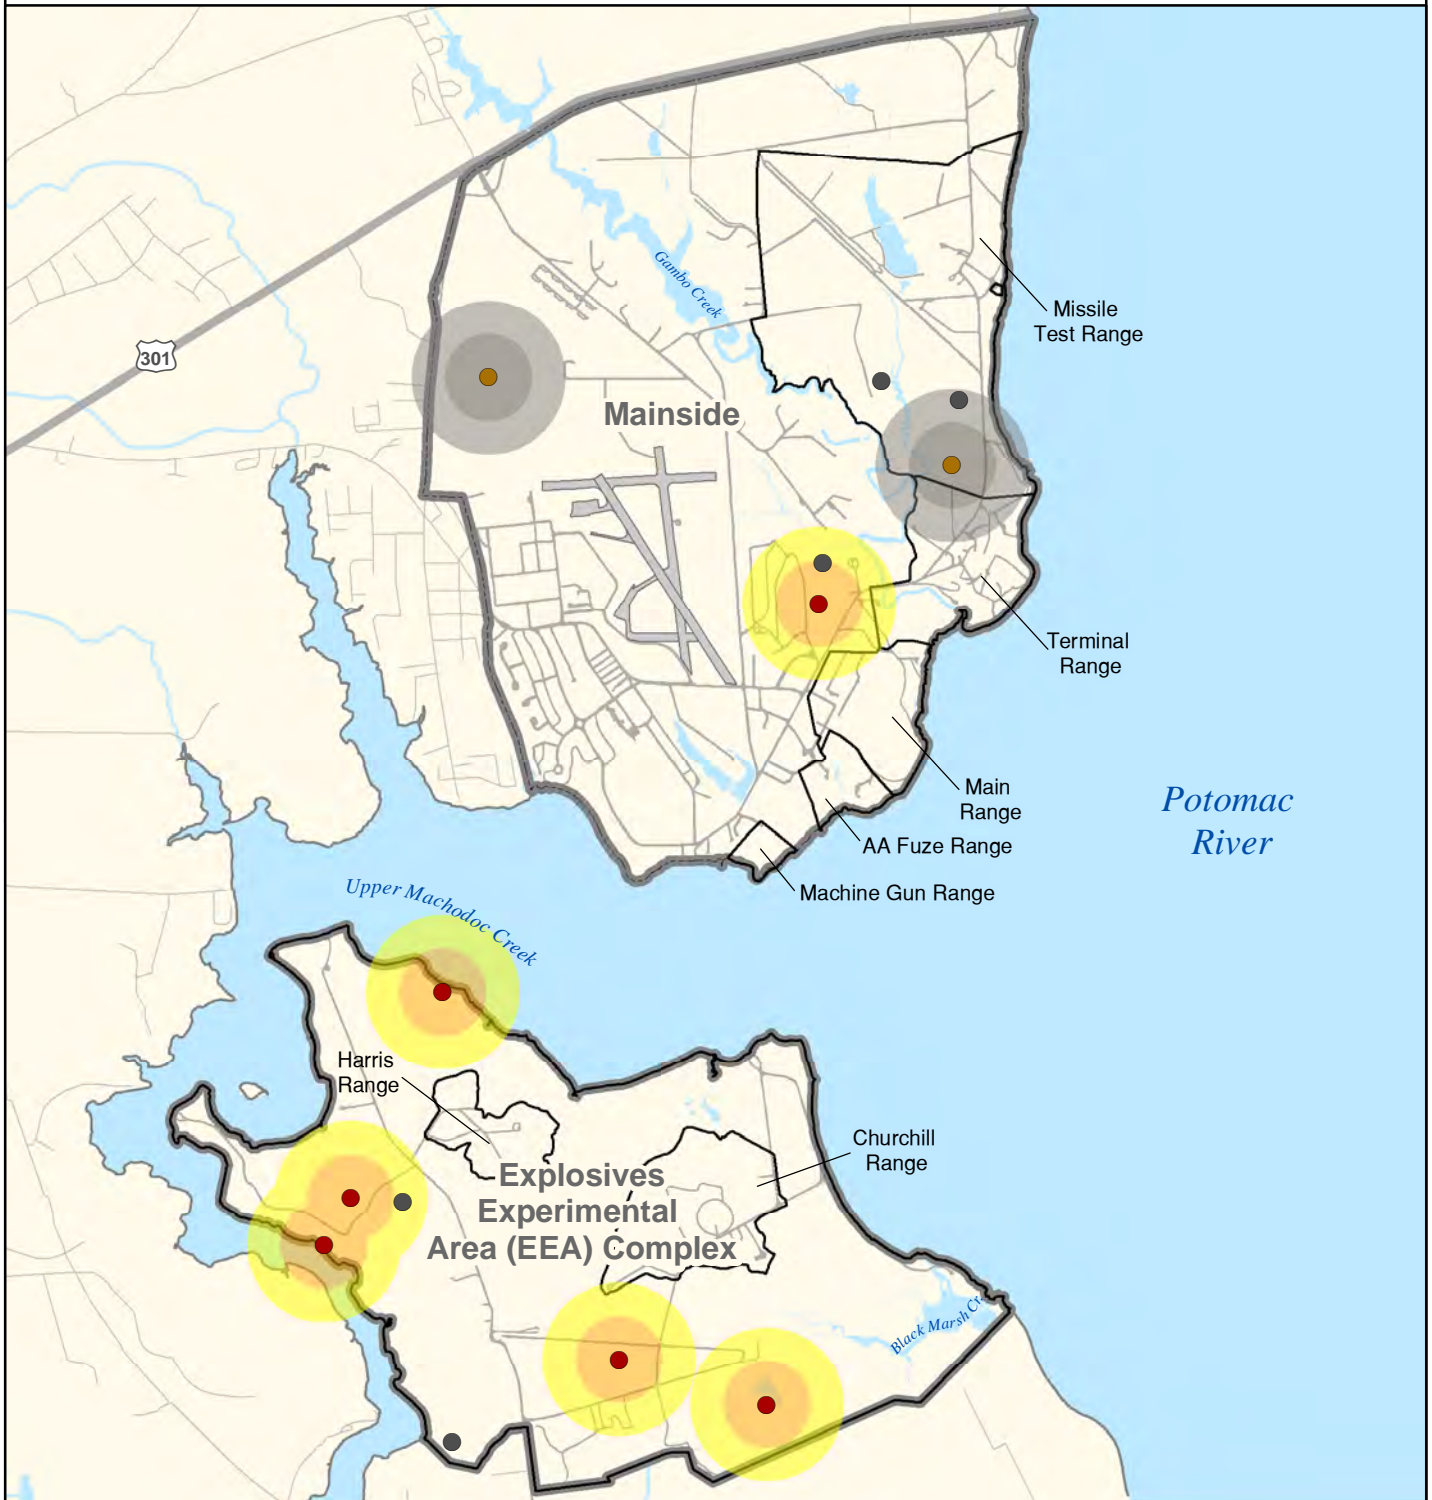 Gambo Creek
Missile
Test Range
301
Mainside
Terminal
Range
Main
Range
Potomac
River
AA Fuze Range
Machine Gun Range
Upper Machodoc Creek
Harris
Range
Churchill
Range
Explosives
Experimental
Area (EEA) Complex
Black Marsh Cr.